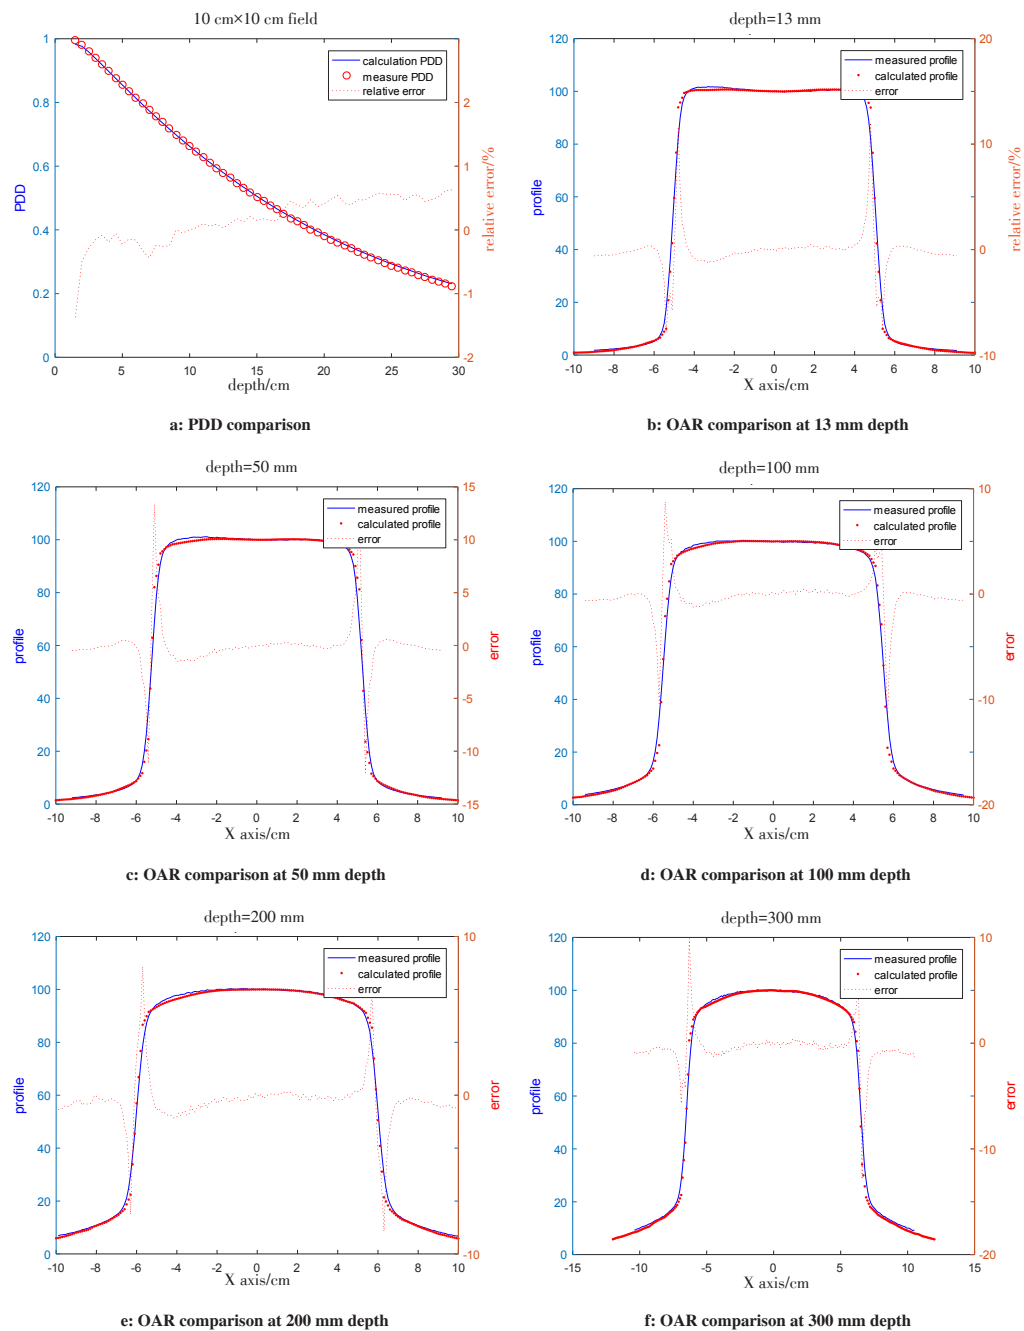 10 cm×10 cm field
1
0.8
0.6
0.4
0.2
0
PDD
calculation PDD
measure PDD
relative error
2
1
0
-1
-2
relative error/%
0 5 10 15 20 25 30
depth/cm
a: PDD comparison
depth=13 mm
120
100
80
60
40
20
0
profile
measured profile
calculated profile
error
20
15
10
5
0
-5
-10
relative error/%
-10 -8 -6 -4 -2 0 2 4 6 8 10
X axis/cm
b: OAR comparison at 13 mm depth
depth=50 mm
120
100
80
60
40
20
0
profile
measured profile
calculated profile
error
15
10
5
0
-5
-10
-15
error
-10 -8 -6 -4 -2 0 2 4 6 8 10
X axis/cm
c: OAR comparison at 50 mm depth
depth=100 mm
120
100
80
60
40
20
0
profile
measured profile
calculated profile
error
10
0
-10
-20
error
-10 -8 -6 -4 -2 0 2 4 6 8 10
X axis/cm
d: OAR comparison at 100 mm depth
depth=200 mm
120
100
80
60
40
20
0
profile
measured profile
calculated profile
error
10
0
-10
error
-10 -8 -6 -4 -2 0 2 4 6 8 10
X axis/cm
e: OAR comparison at 200 mm depth
depth=300 mm
120
100
80
60
40
20
0
profile
measured profile
calculated profile
error
10
0
-10
-20
error
-15 -10 -5 0 5 10 15
X axis/cm
f: OAR comparison at 300 mm depth